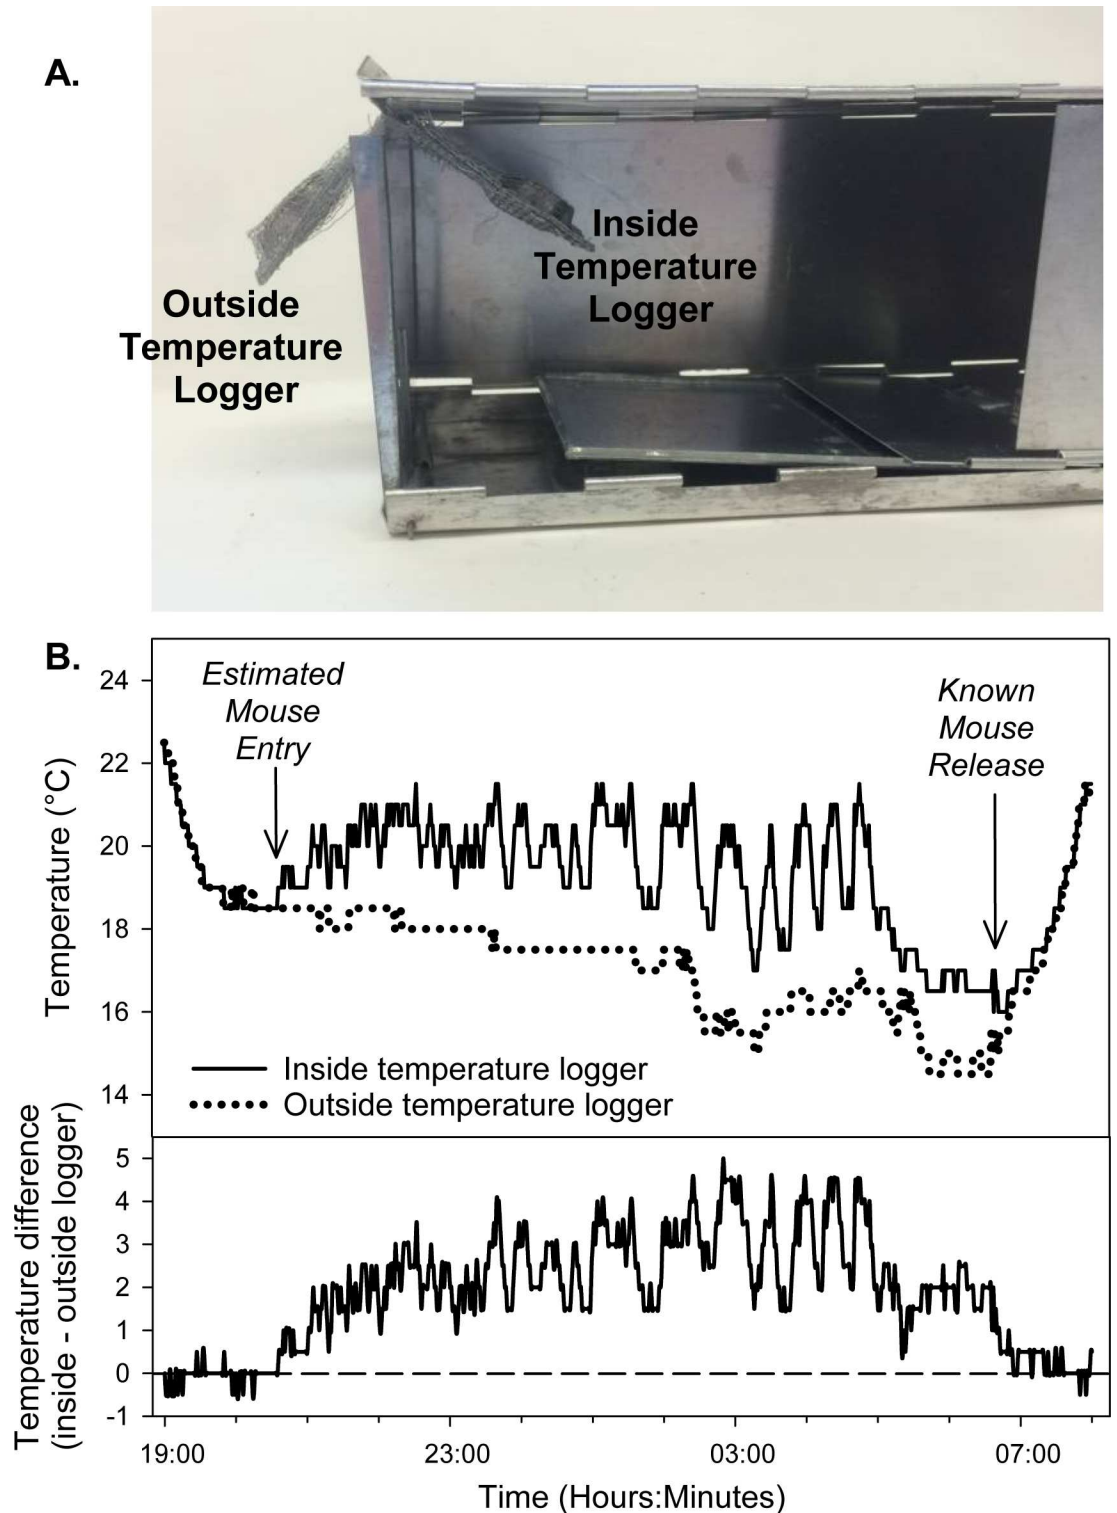 A.
Inside
Temperature
Logger
Outside
Temperature
Logger
B.
Estimated
Mouse
Entry
Known
Mouse
Release
Temperature (°C)
24
22
20
18
16
14
Inside temperature logger
Outside temperature logger
Temperature difference
(inside - outside logger)
5
4
3
2
1
0
-1
19:00
23:00
03:00
07:00
Time (Hours:Minutes)